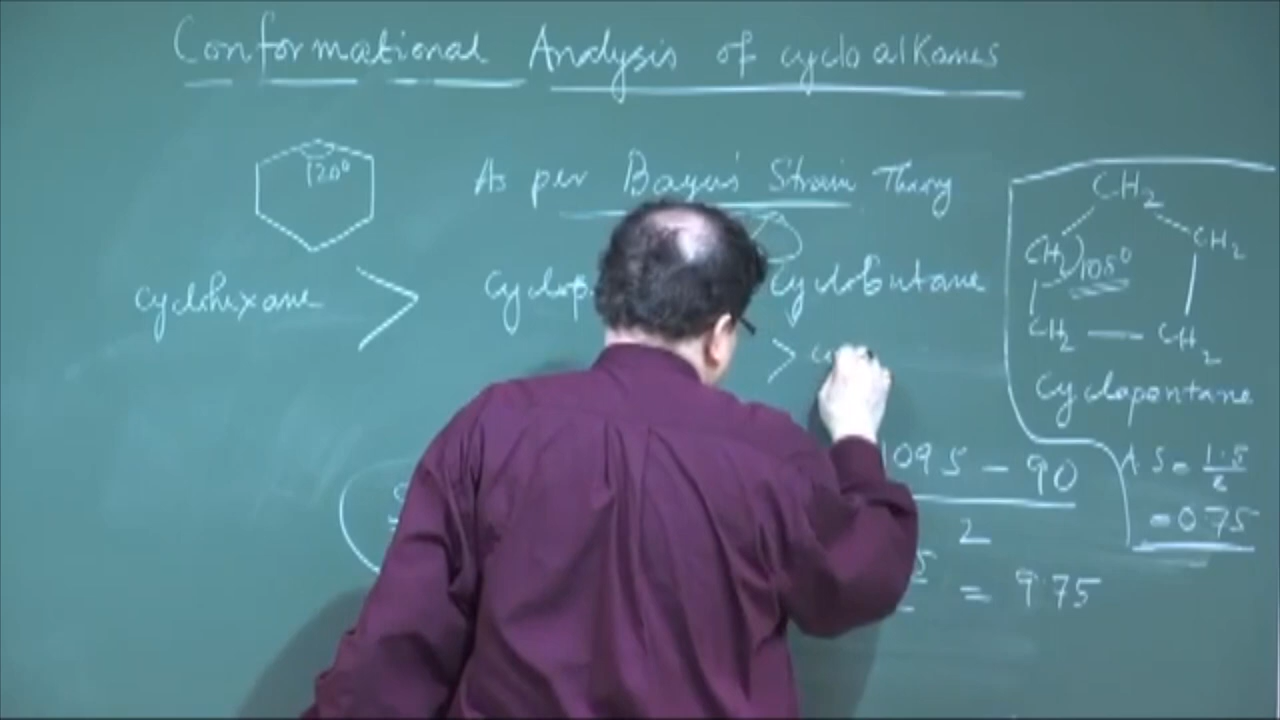 Conformational Analysis of cycloalkanes
120°
As per Bayer's Strain Theory
cyclohexane > Cyclop cyclobutane
>
CH2
CH2 CH2
105°
CH2 — CH2
Cyclopentane
109 5 - 90
2
= 9.75
A.S = 1.5
2
= 0.75